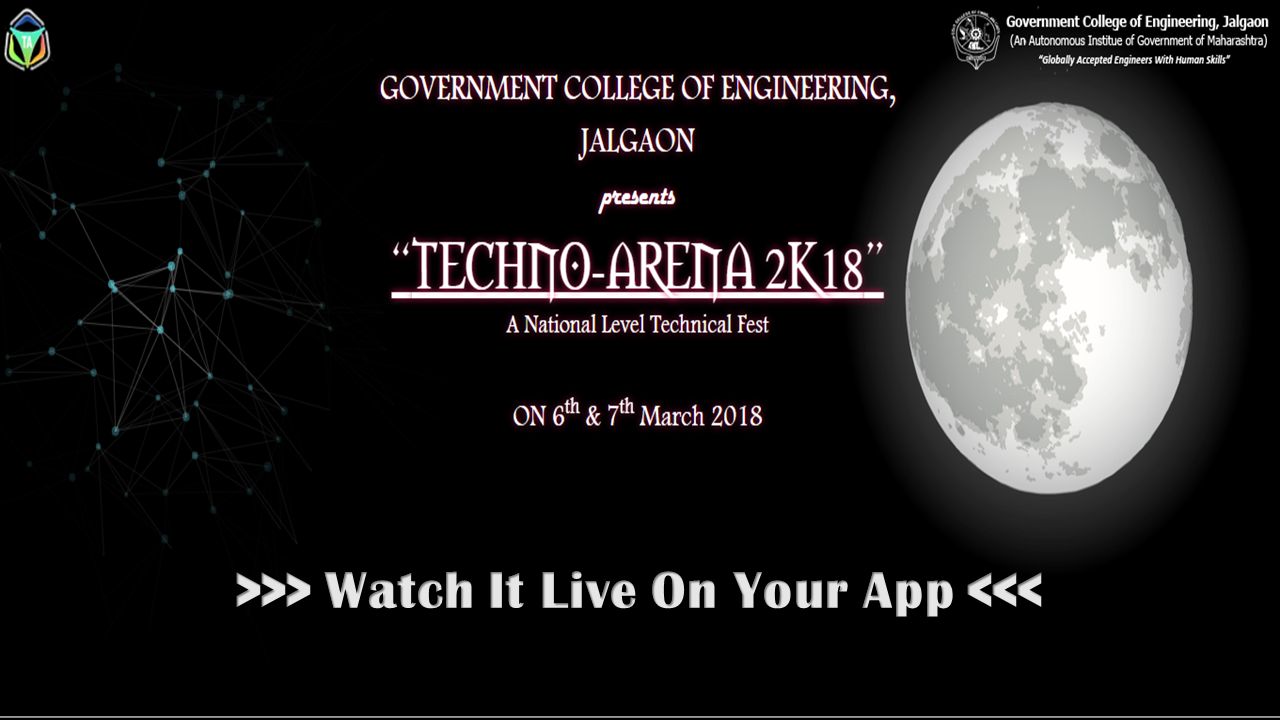 TA
Government College of Engineering, Jalgaon
(An Autonomous Institue of Government of Maharashtra)
"Globally Accepted Engineers With Human Skills"
GOVERNMENT COLLEGE OF ENGINEERING,
JALGAON
presents
“TECHNO-ARENA 2K18”
A National Level Technical Fest
ON 6th & 7th March 2018
>>> Watch It Live On Your App <<<